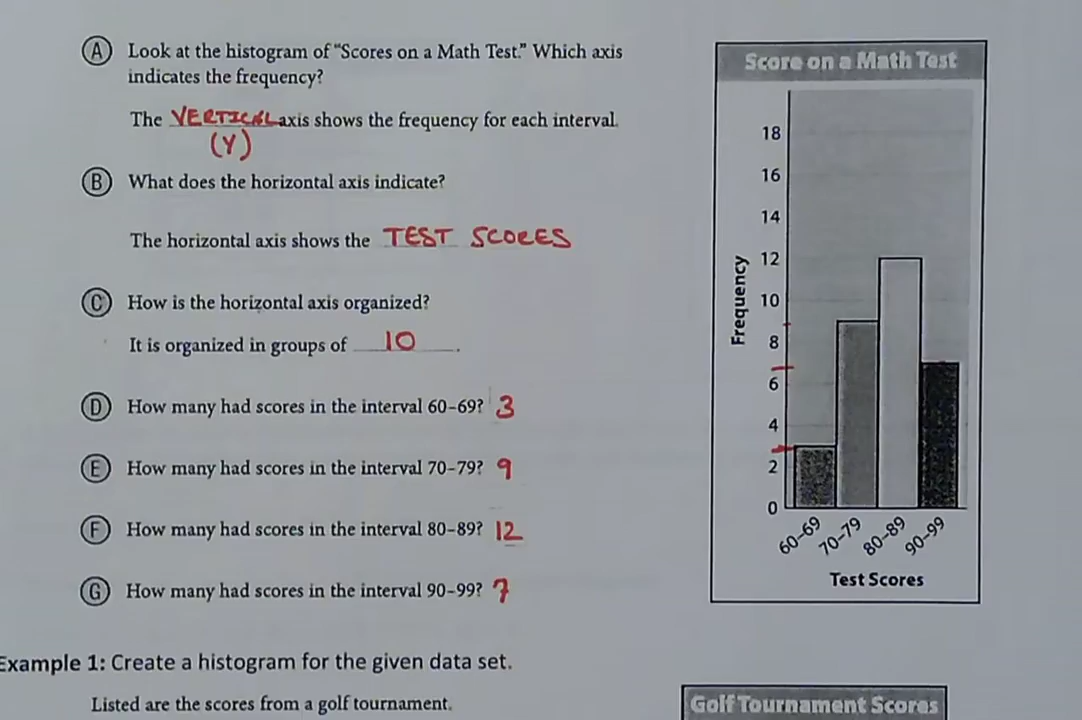 A Look at the histogram of "Scores on a Math Test." Which axis
indicates the frequency?
The VERTICAL axis shows the frequency for each interval.
(Y)
B What does the horizontal axis indicate?
The horizontal axis shows the TEST SCORES
C How is the horizontal axis organized?
It is organized in groups of 10.
D How many had scores in the interval 60–69? 3
E How many had scores in the interval 70–79? 9
F How many had scores in the interval 80–89? 12
G How many had scores in the interval 90–99? 7
Score on a Math Test
Frequency
18
16
14
12
10
8
6
4
2
0
60–69 70–79 80–89 90–99
Test Scores
Example 1: Create a histogram for the given data set.
Listed are the scores from a golf tournament.
Golf Tournament Scores